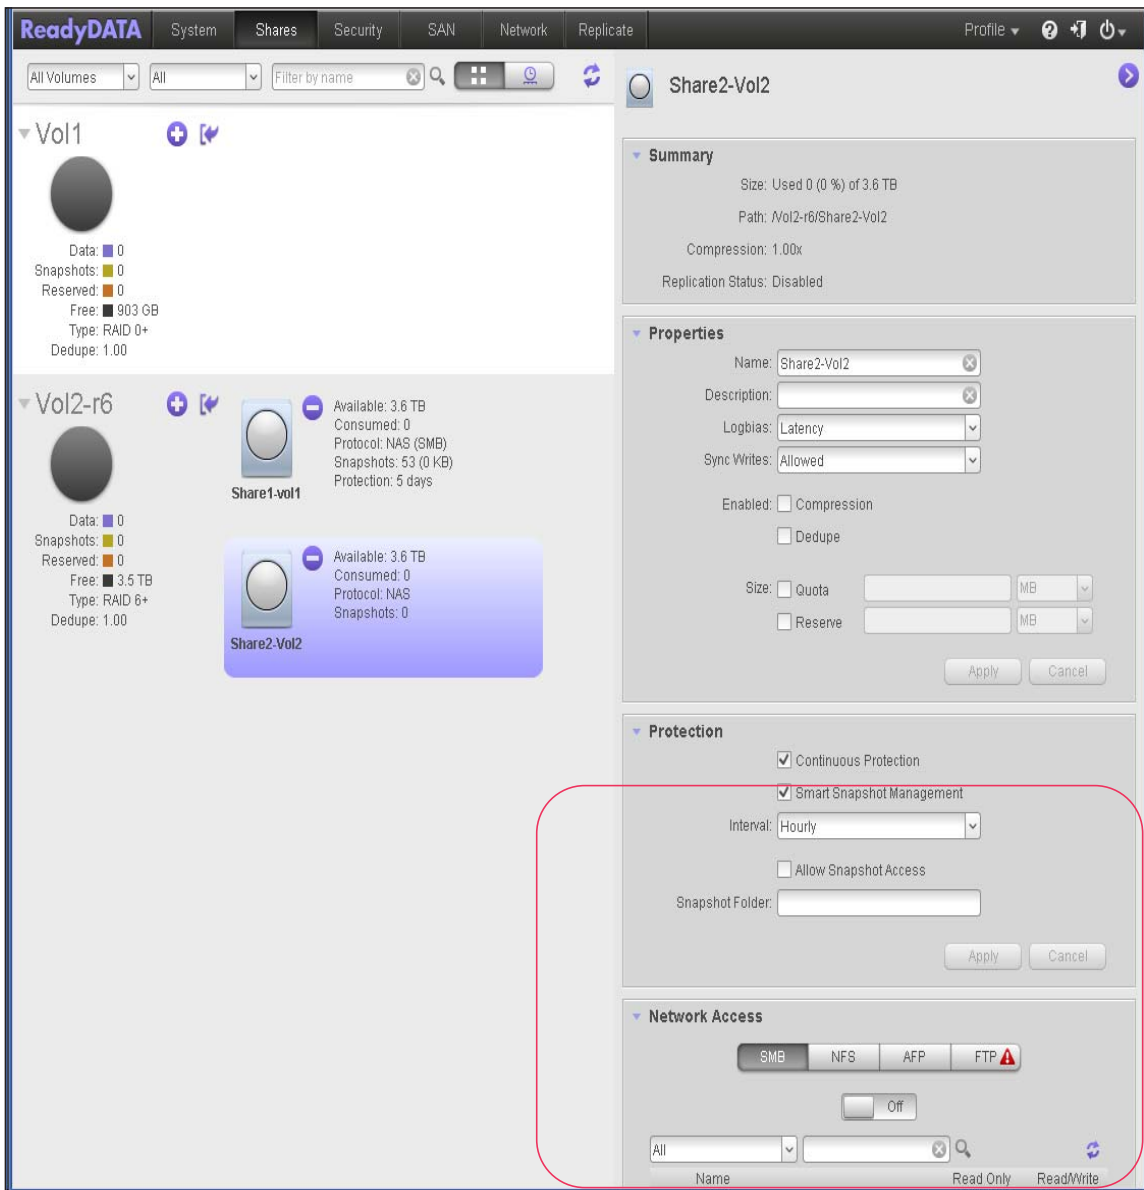 ReadyDATA System Shares Security SAN Network Replicate Profile
All Volumes All Filter by name
Vol1
Data: 0
Snapshots: 0
Reserved: 0
Free: 903 GB
Type: RAID 0+
Dedupe: 1.00
Vol2-r6
Data: 0
Snapshots: 0
Reserved: 0
Free: 3.5 TB
Type: RAID 6+
Dedupe: 1.00
Share1-vol1
Available: 3.6 TB
Consumed: 0
Protocol: NAS (SMB)
Snapshots: 53 (0 KB)
Protection: 5 days
Share2-Vol2
Available: 3.6 TB
Consumed: 0
Protocol: NAS
Snapshots: 0
Share2-Vol2
Summary
Size: Used 0 (0 %) of 3.6 TB
Path: /Vol2-r6/Share2-Vol2
Compression: 1.00x
Replication Status: Disabled
Properties
Name: Share2-Vol2
Description:
Logbias: Latency
Sync Writes: Allowed
Enabled: Compression
Dedupe
Size: Quota MB
Reserve MB
Apply Cancel
Protection
Continuous Protection
Smart Snapshot Management
Interval: Hourly
Allow Snapshot Access
Snapshot Folder:
Apply Cancel
Network Access
SMB NFS AFP FTP
Off
All
Name Read Only Read/Write